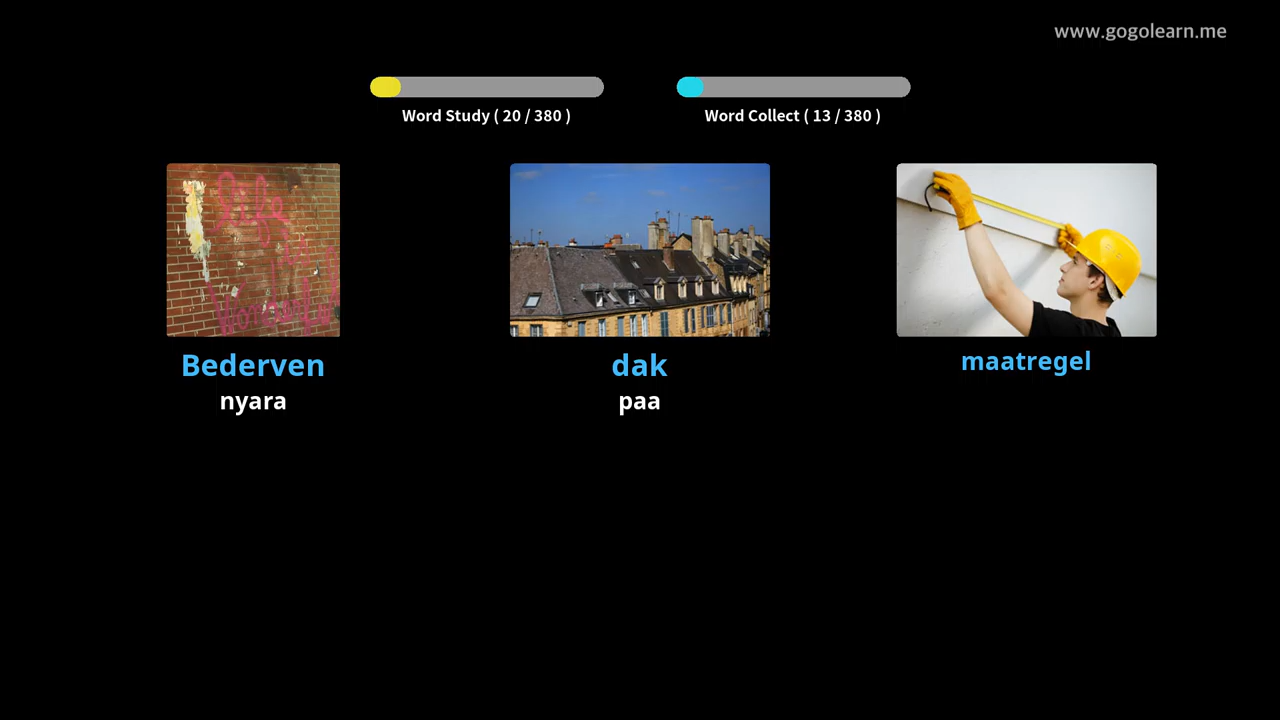 www.gogolearn.me
Word Study ( 20 / 380 )
Word Collect ( 13 / 380 )
Bederven
dak
maatregel
nyara
paa